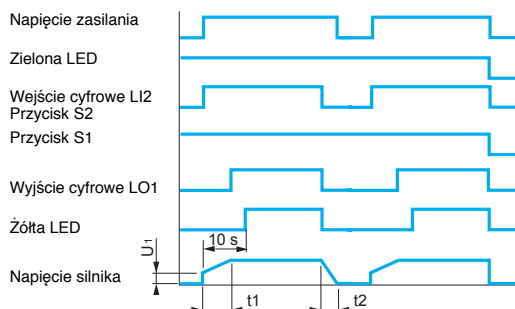 Napięcie zasilania
Zielona LED
Wejście cyfrowe LI2
Przycisk S2
Przycisk S1
Wyjście cyfrowe LO1
Żółta LED
10 s
U1
Napięcie silnika
t1
t2